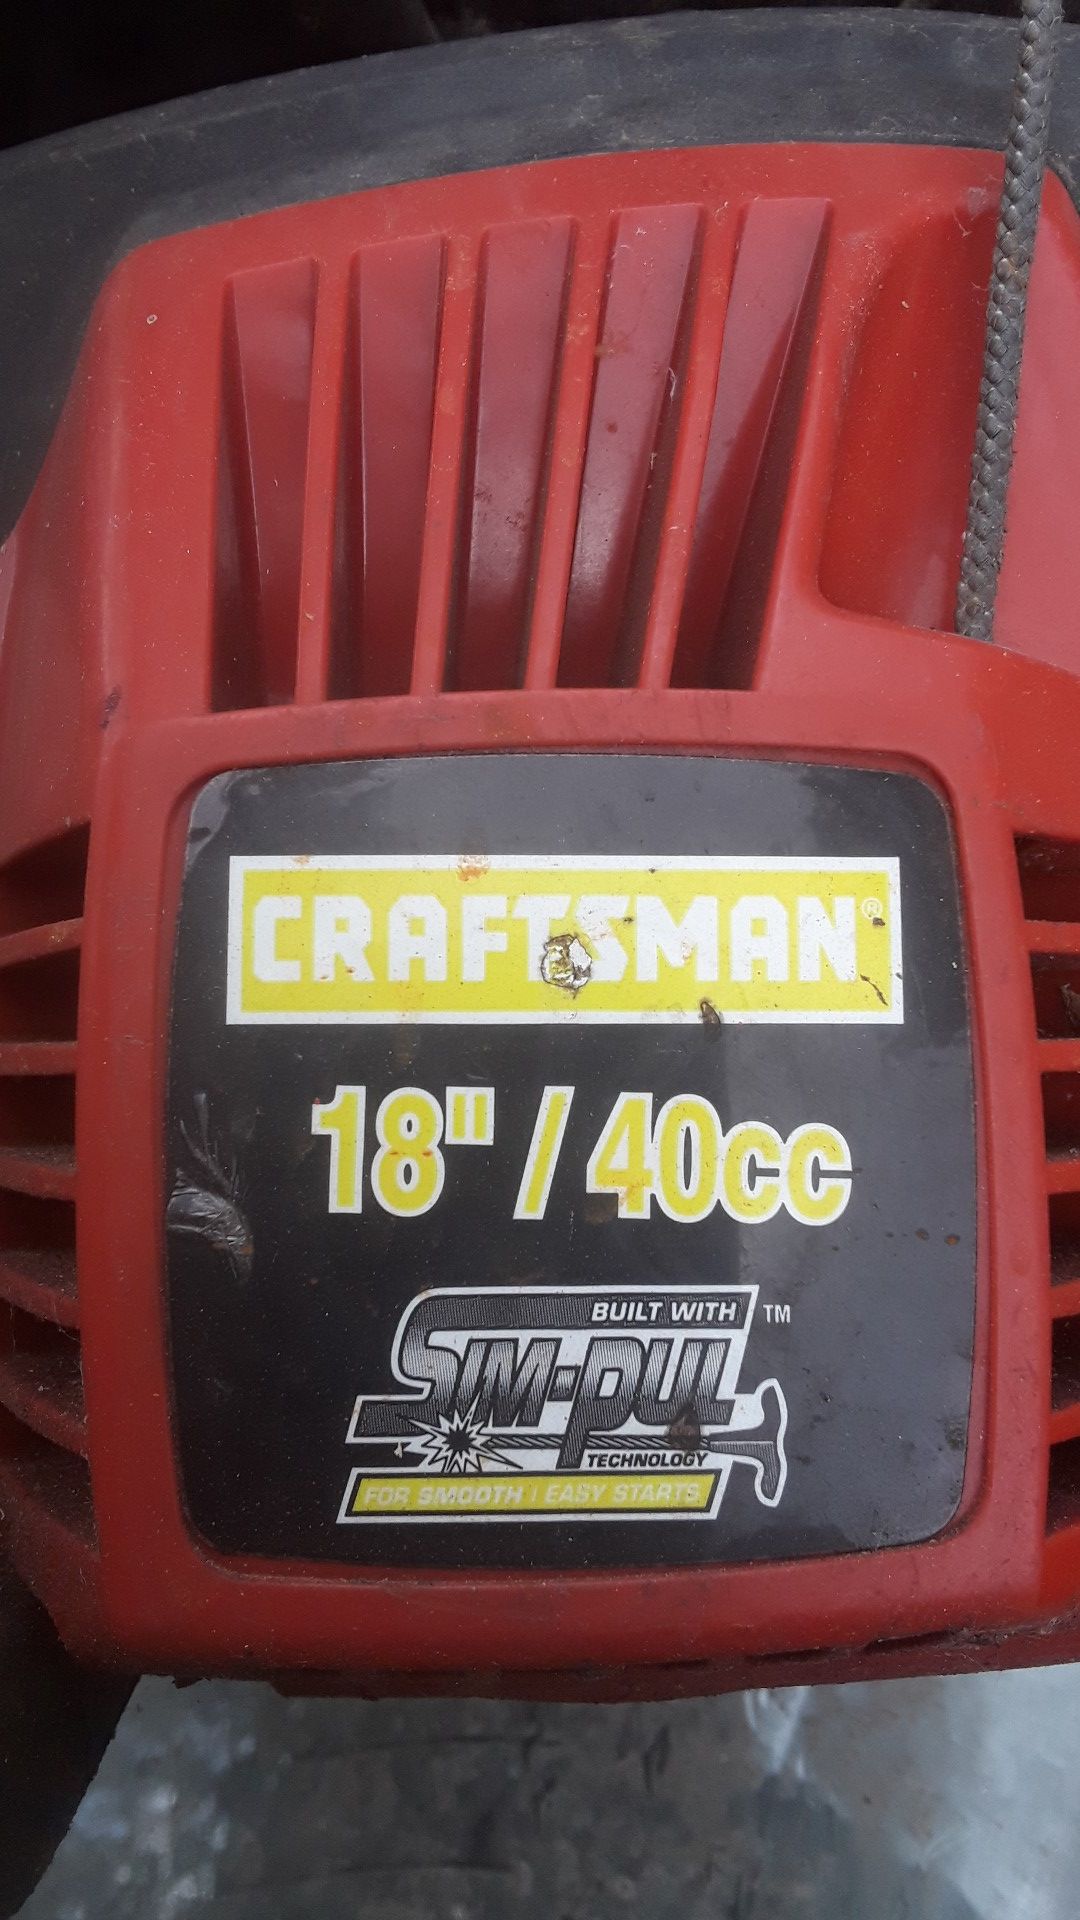 CRAFTSMAN®
18" / 40cc
BUILT WITH ™
SIM-PUL
TECHNOLOGY
FOR SMOOTH / EASY STARTS